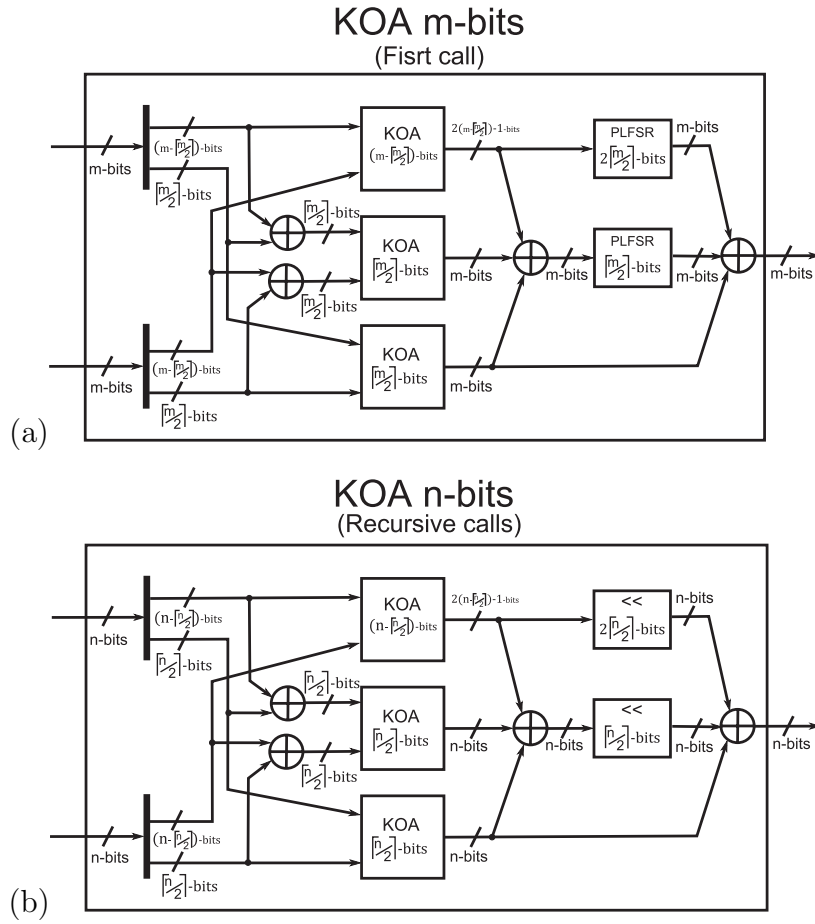 KOA m-bits
(Fisrt call)
m-bits
(m-⌈m/2⌉)-bits
⌈m/2⌉-bits
⌈m/2⌉-bits
⌈m/2⌉-bits
m-bits
(m-⌈m/2⌉)-bits
⌈m/2⌉-bits
KOA
(m-⌈m/2⌉)-bits
KOA
⌈m/2⌉-bits
KOA
⌈m/2⌉-bits
2(m-⌈m/2⌉)-1-bits
m-bits
m-bits
m-bits
PLFSR
2⌈m/2⌉-bits
PLFSR
⌈m/2⌉-bits
m-bits
m-bits
m-bits
(a)
KOA n-bits
(Recursive calls)
n-bits
(n-⌈n/2⌉)-bits
⌈n/2⌉-bits
⌈n/2⌉-bits
⌈n/2⌉-bits
n-bits
(n-⌈n/2⌉)-bits
⌈n/2⌉-bits
KOA
(n-⌈n/2⌉)-bits
KOA
⌈n/2⌉-bits
KOA
⌈n/2⌉-bits
2(n-⌈n/2⌉)-1-bits
n-bits
n-bits
n-bits
<<
2⌈n/2⌉-bits
<<
⌈n/2⌉-bits
n-bits
n-bits
n-bits
(b)